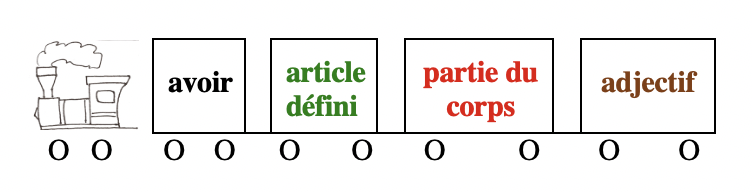 avoir
article
défini
partie du
corps
adjectif
O O O O O O O O O O